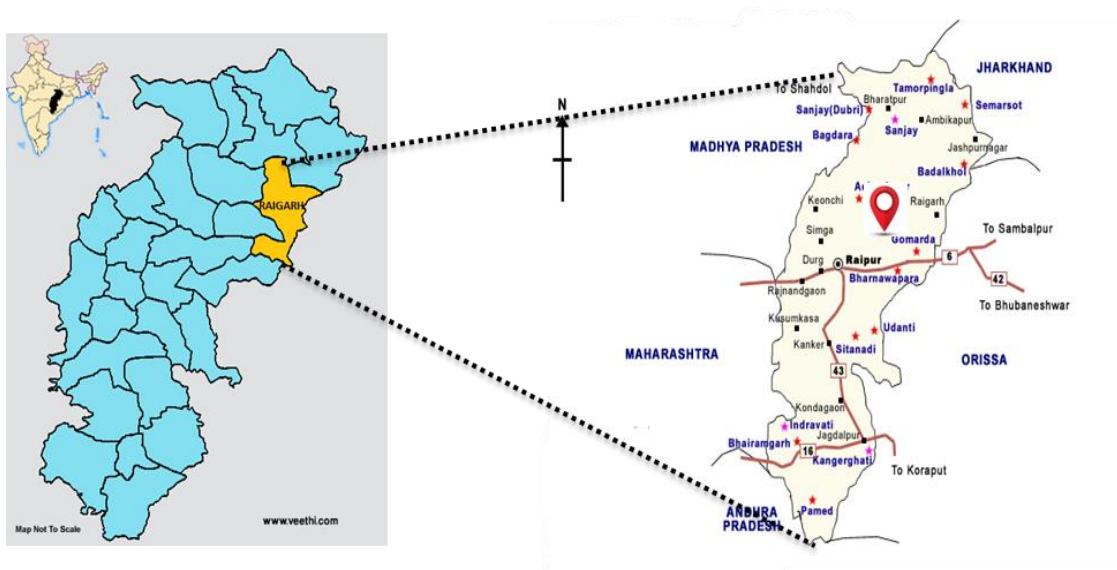 RAIGARH
Map Not To Scale
www.veethi.com
N
JHARKHAND
To Shahdol
Tamorpingla
Bharatpur
Sanjay(Dubri)
Semarsot
Sanjay
Ambikapur
Bagdara
MADHYA PRADESH
Jashpurnagar
Badalkhol
Keonchi
Raigarh
Simga
Gomarda
To Sambalpur
Durg
Raipur
6
Bharnawapara
42
Rajnandgaon
To Bhubaneshwar
Kusumkasa
Udanti
Kanker
Sitanadi
MAHARASHTRA
ORISSA
43
Kondagaon
Indravati
Jagdalpur
Bhairamgarh
16
Kangerghati
To Koraput
Pamed
ANDHRA
PRADESH